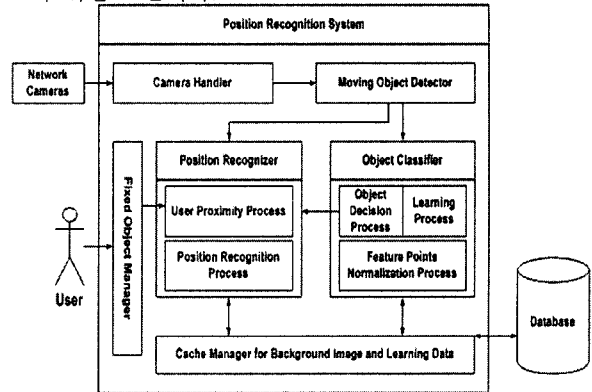 Position Recognition System
Network
Cameras
Camera Handler
Moving Object Detector
Fixed Object Manager
Position Recognizer
Object Classifier
User Proximity Process
Object
Decision
Process
Learning
Process
Position Recognition
Process
Feature Points
Normalization Process
User
Database
Cache Manager for Background Image and Learning Data